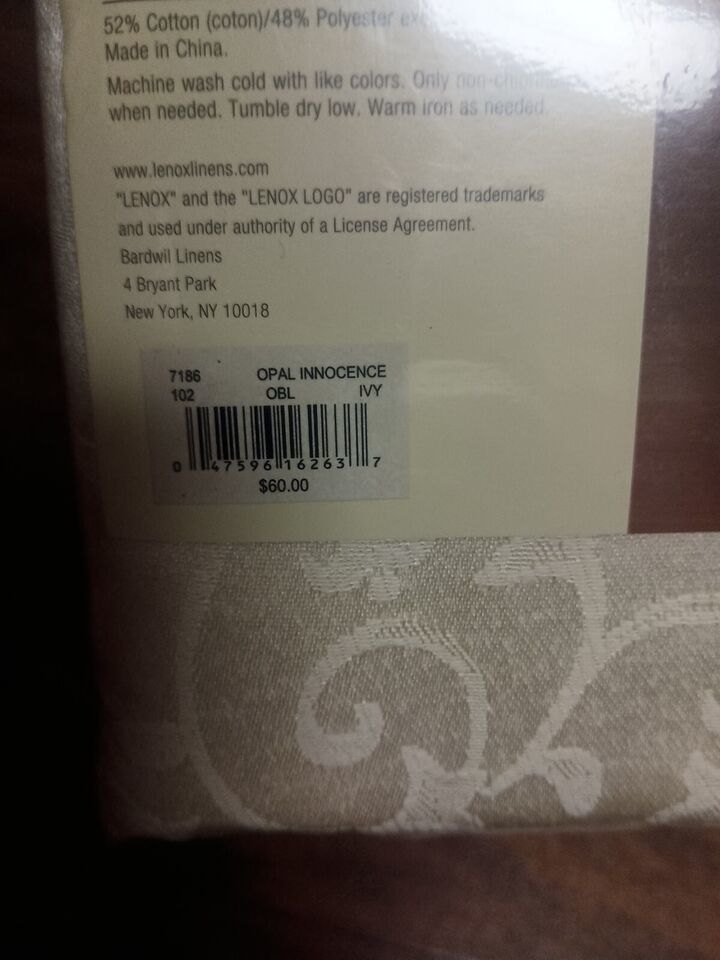 52% Cotton (coton)/48% Polyester
Made in China.
Machine wash cold with like colors. Only non-chlorine
when needed. Tumble dry low. Warm iron as needed.
www.lenoxlinens.com
"LENOX" and the "LENOX LOGO" are registered trademarks
and used under authority of a License Agreement.
Bardwil Linens
4 Bryant Park
New York, NY 10018
7186 OPAL INNOCENCE
102 OBL IVY
0 47596 16263 7
$60.00